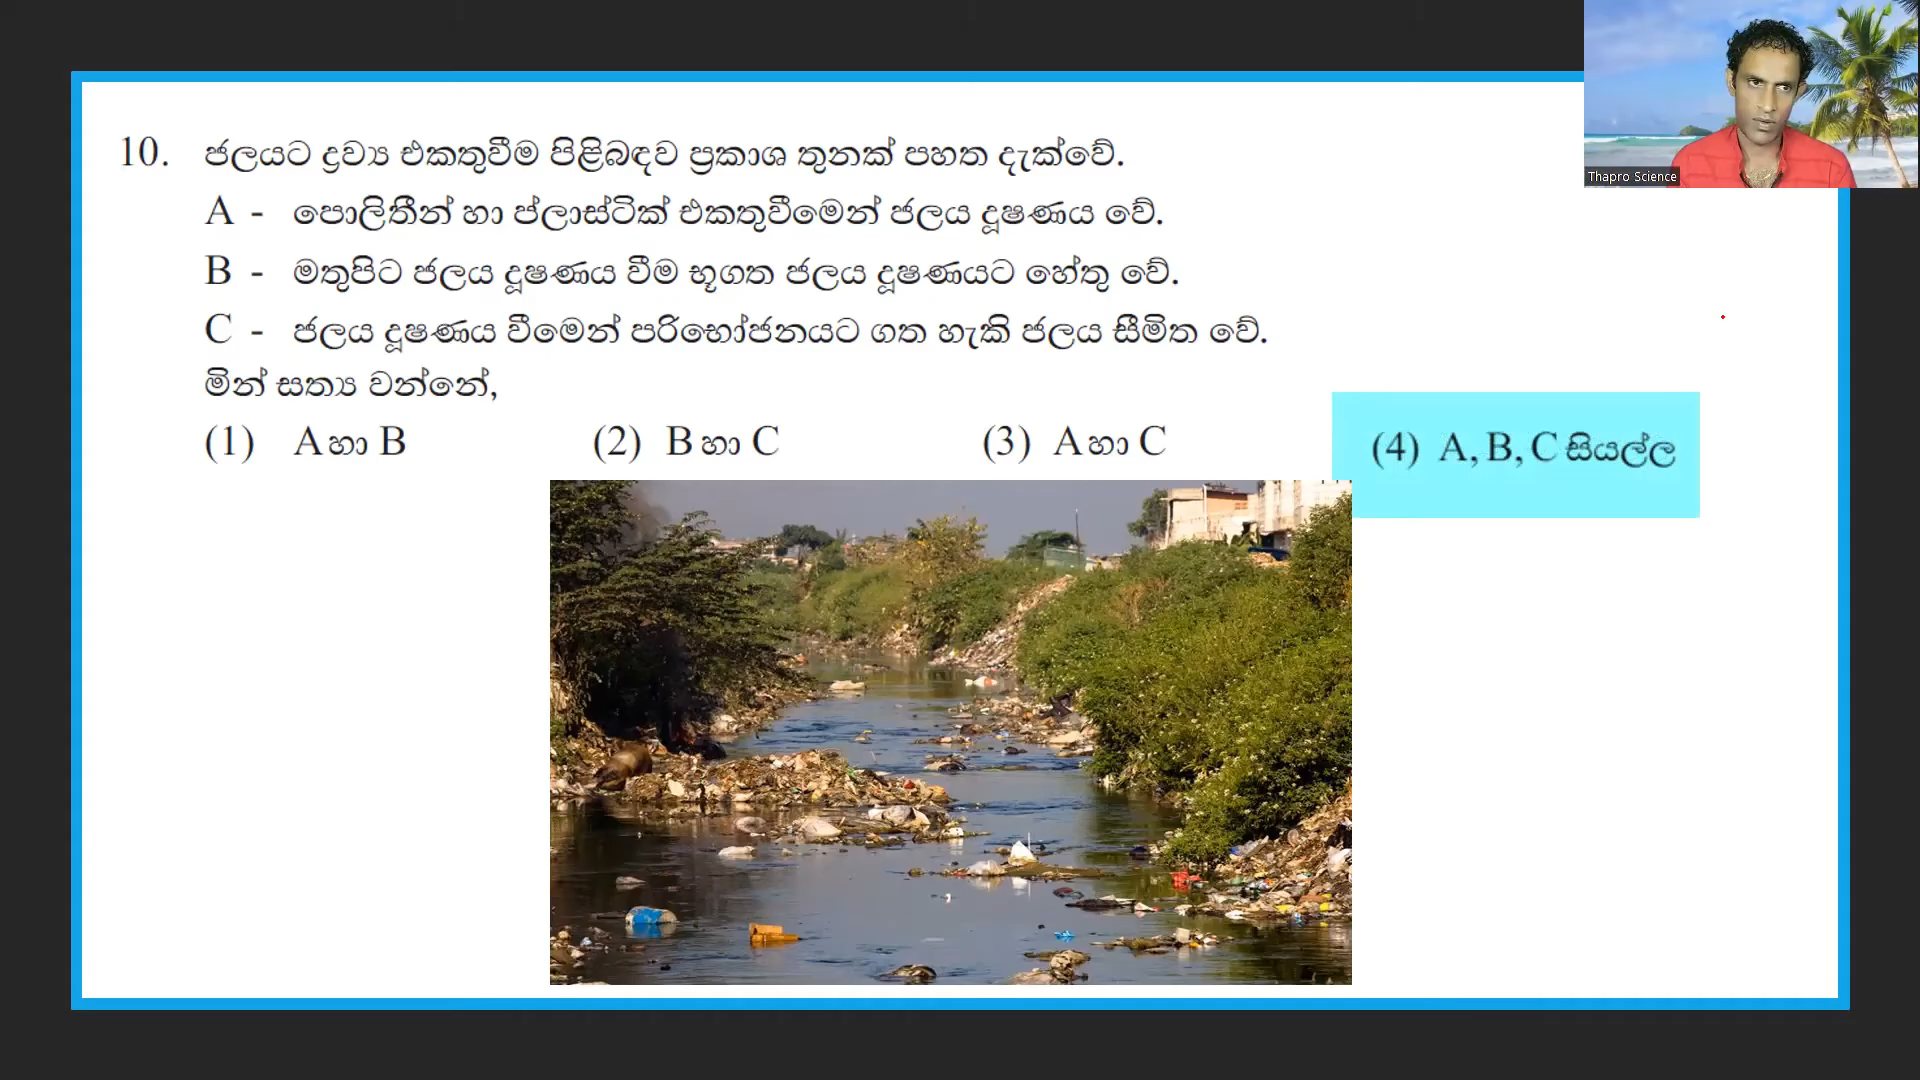 10. ජලයට ද්‍රව්‍ය එකතුවීම පිළිබඳව ප්‍රකාශ තුනක් පහත දැක්වේ.
A - පොලිතීන් හා ප්ලාස්ටික් එකතුවීමෙන් ජලය දූෂණය වේ.
B - මතුපිට ජලය දූෂණය වීම භූගත ජලය දූෂණයට හේතු වේ.
C - ජලය දූෂණය වීමෙන් පරිභෝජනයට ගත හැකි ජලය සීමිත වේ.
මින් සත්‍ය වන්නේ,
(1) A හා B (2) B හා C (3) A හා C (4) A, B, C සියල්ල
Thapro Science